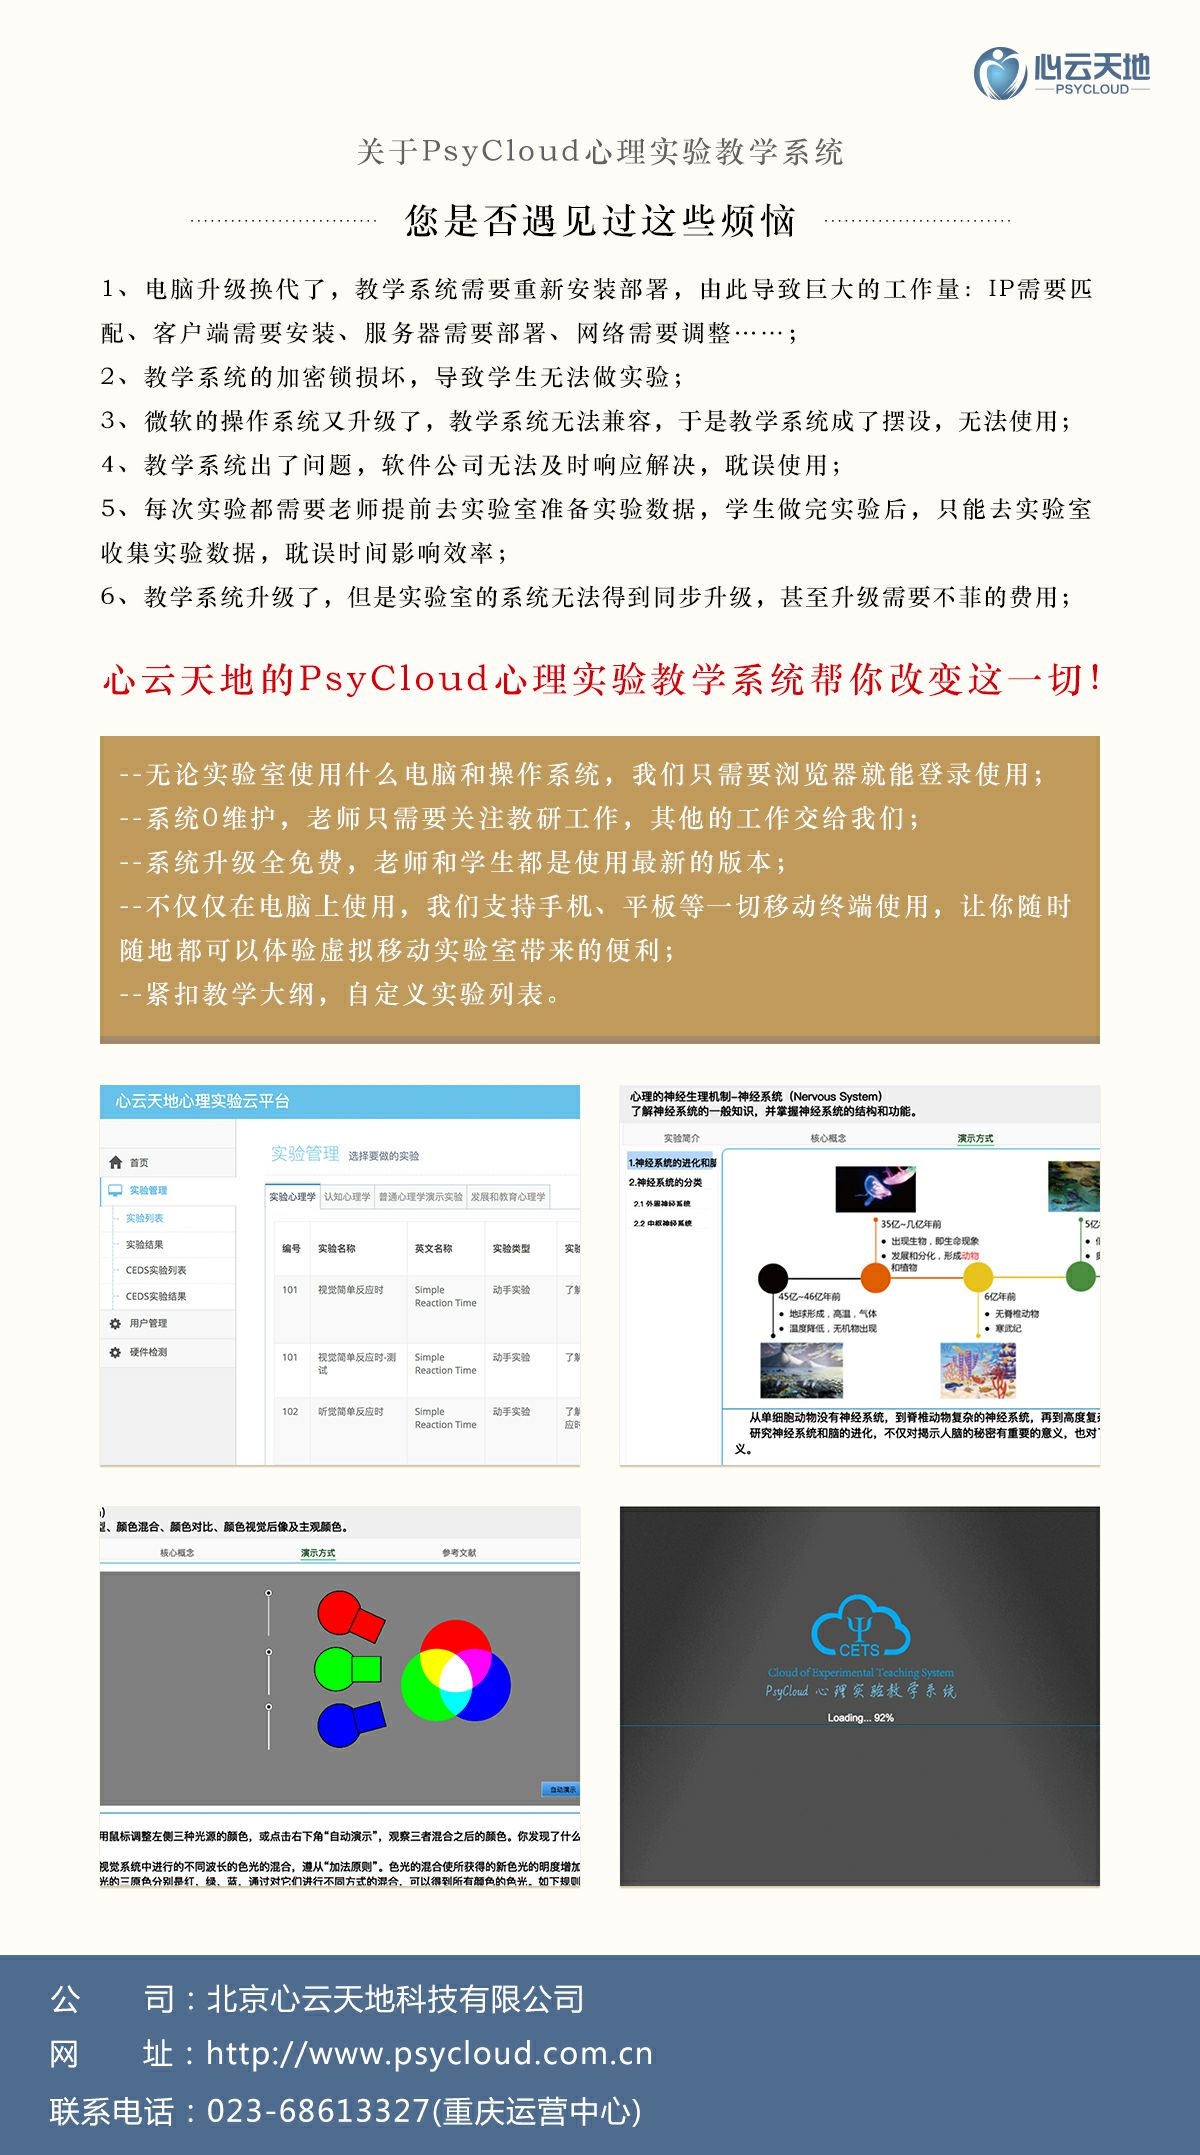 心云天地
PSYCLOUD
关于PsyCloud心理实验教学系统
您是否遇见过这些烦恼
1、电脑升级换代了，教学系统需要重新安装部署，由此导致巨大的工作量：IP需要匹
配、客户端需要安装、服务器需要部署、网络需要调整……；
2、教学系统的加密锁损坏，导致学生无法做实验；
3、微软的操作系统又升级了，教学系统无法兼容，于是教学系统成了摆设，无法使用；
4、教学系统出了问题，软件公司无法及时响应解决，耽误使用；
5、每次实验都需要老师提前去实验室准备实验数据，学生做完实验后，只能去实验室
收集实验数据，耽误时间影响效率；
6、教学系统升级了，但是实验室的系统无法得到同步升级，甚至升级需要不菲的费用；
心云天地的PsyCloud心理实验教学系统帮你改变这一切！
--无论实验室使用什么电脑和操作系统，我们只需要浏览器就能登录使用；
--系统0维护，老师只需要关注教研工作，其他的工作交给我们；
--系统升级全免费，老师和学生都是使用最新的版本；
--不仅仅在电脑上使用，我们支持手机、平板等一切移动终端使用，让你随时
随地都可以体验虚拟移动实验室带来的便利；
--紧扣教学大纲，自定义实验列表。
心云天地心理实验云平台
首页
实验管理
实验列表
实验结果
CEDS实验列表
CEDS实验结果
用户管理
硬件检测
实验管理 选择要做的实验
实验心理学 认知心理学 普通心理学演示实验 发展和教育心理学
编号 实验名称 英文名称 实验类型 实验
101 视觉简单反应时 Simple Reaction Time 动手实验 了解
101 视觉简单反应时-测试 Simple Reaction Time 动手实验 了解
102 听觉简单反应时 Simple Reaction Time 动手实验 了解应时
心理的神经生理机制-神经系统（Nervous System）
了解神经系统的一般知识，并掌握神经系统的结构和功能。
实验简介 核心概念 演示方式
1.神经系统的进化和脑
2.神经系统的分类
2.1 外周神经系统
2.2 中枢神经系统
35亿~几亿年前
出现生物，即生命现象
发展和分化，形成动物
和植物
5亿
45亿~46亿年前
地球形成，高温，气体
温度降低，无机物出现
6亿年前
无脊椎动物
寒武纪
从单细胞动物没有神经系统，到脊椎动物复杂的神经系统，再到高度复杂
研究神经系统和脑的进化，不仅对揭示人脑的秘密有重要的意义，也对了
义。
型、颜色混合、颜色对比、颜色视觉后像及主观颜色。
核心概念 演示方式 参考文献
自动演示
用鼠标调整左侧三种光源的颜色，或点击右下角“自动演示”，观察三者混合之后的颜色。你发现了什么
视觉系统中进行的不同波长的色光的混合，遵从“加法原则”。色光的混合使所获得的新色光的明度增加
光的三原色分别是红，绿，蓝，通过对它们进行不同方式的混合，可以得到所有颜色的色光。如下规则
Ψ
CETS
Cloud of Experimental Teaching System
PsyCloud 心理实验教学系统
Loading... 92%
公 司：北京心云天地科技有限公司
网 址：http://www.psycloud.com.cn
联系电话：023-68613327(重庆运营中心)